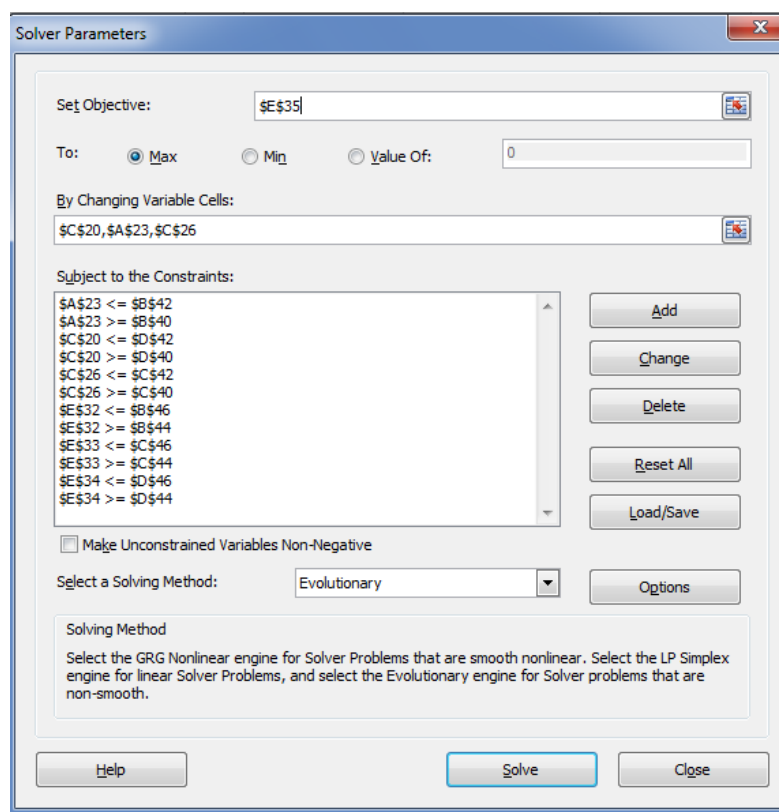 Solver Parameters
Set Objective:
$E$35
To:
Max
Min
Value Of:
0
By Changing Variable Cells:
$C$20,$A$23,$C$26
Subject to the Constraints:
$A$23 <= $B$42
$A$23 >= $B$40
$C$20 <= $D$42
$C$20 >= $D$40
$C$26 <= $C$42
$C$26 >= $C$40
$E$32 <= $B$46
$E$32 >= $B$44
$E$33 <= $C$46
$E$33 >= $C$44
$E$34 <= $D$46
$E$34 >= $D$44
Add
Change
Delete
Reset All
Load/Save
Make Unconstrained Variables Non-Negative
Select a Solving Method:
Evolutionary
Options
Solving Method
Select the GRG Nonlinear engine for Solver Problems that are smooth nonlinear. Select the LP Simplex
engine for linear Solver Problems, and select the Evolutionary engine for Solver problems that are
non-smooth.
Help
Solve
Close